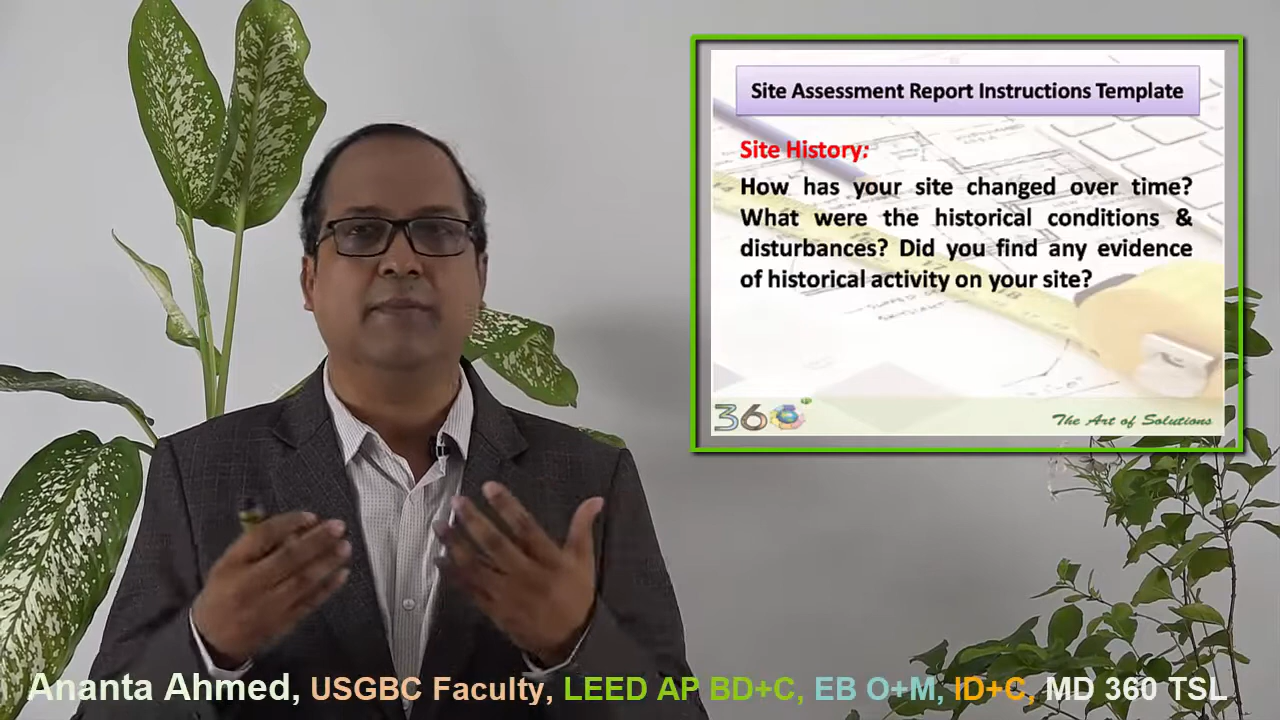 Site Assessment Report Instructions Template
Site History:
How has your site changed over time?
What were the historical conditions &
disturbances? Did you find any evidence
of historical activity on your site?
360
The Art of Solutions
Ananta Ahmed, USGBC Faculty, LEED AP BD+C, EB O+M, ID+C, MD 360 TSL